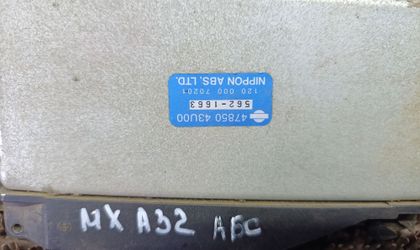 47850 43U00
562-1663
120 000 70201
NIPPON ABS, LTD.
MX A32 АБС